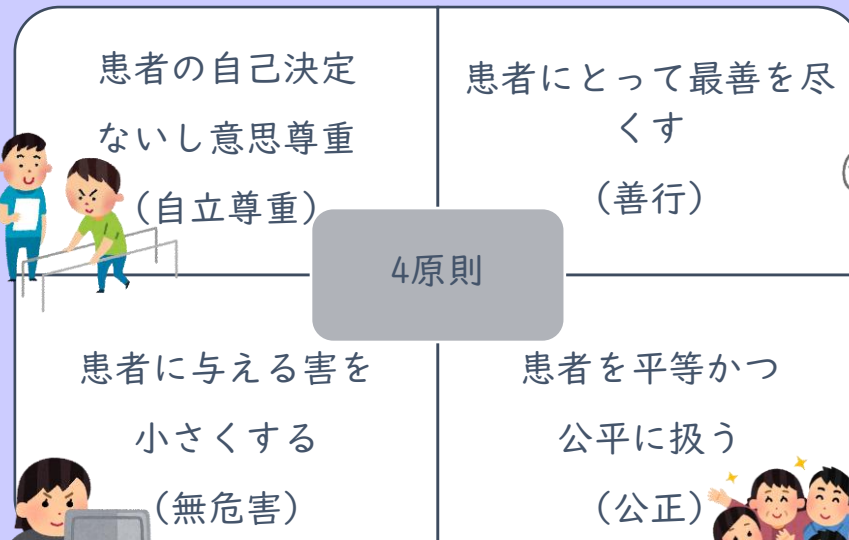 患者の自己決定
ないし意思尊重
（自立尊重）
患者にとって最善を尽
くす
（善行）
4原則
患者に与える害を
小さくする
（無危害）
患者を平等かつ
公平に扱う
（公正）